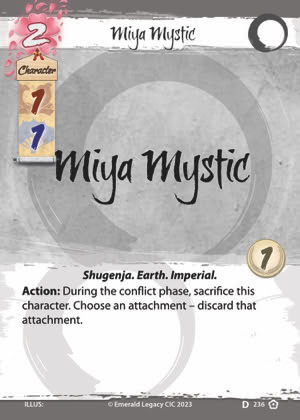 2
Miya Mystic
Character
1
1
Miya Mystic
1
Shugenja. Earth. Imperial.
Action: During the conflict phase, sacrifice this
character. Choose an attachment – discard that
attachment.
ILLUS:
© Emerald Legacy CIC 2023
D 236